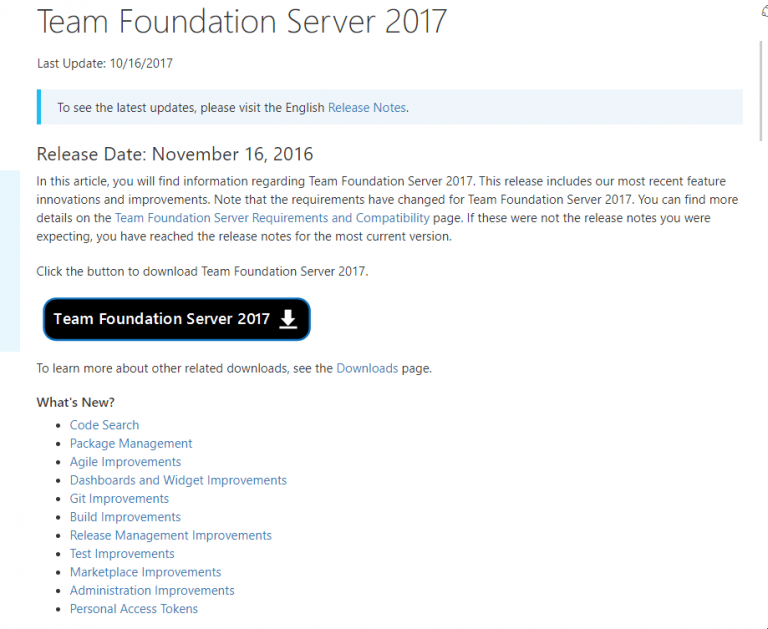 Team Foundation Server 2017
Last Update: 10/16/2017
To see the latest updates, please visit the English Release Notes.
Release Date: November 16, 2016
In this article, you will find information regarding Team Foundation Server 2017. This release includes our most recent feature
innovations and improvements. Note that the requirements have changed for Team Foundation Server 2017. You can find more
details on the Team Foundation Server Requirements and Compatibility page. If these were not the release notes you were
expecting, you have reached the release notes for the most current version.
Click the button to download Team Foundation Server 2017.
Team Foundation Server 2017
To learn more about other related downloads, see the Downloads page.
What's New?
• Code Search
• Package Management
• Agile Improvements
• Dashboards and Widget Improvements
• Git Improvements
• Build Improvements
• Release Management Improvements
• Test Improvements
• Marketplace Improvements
• Administration Improvements
• Personal Access Tokens